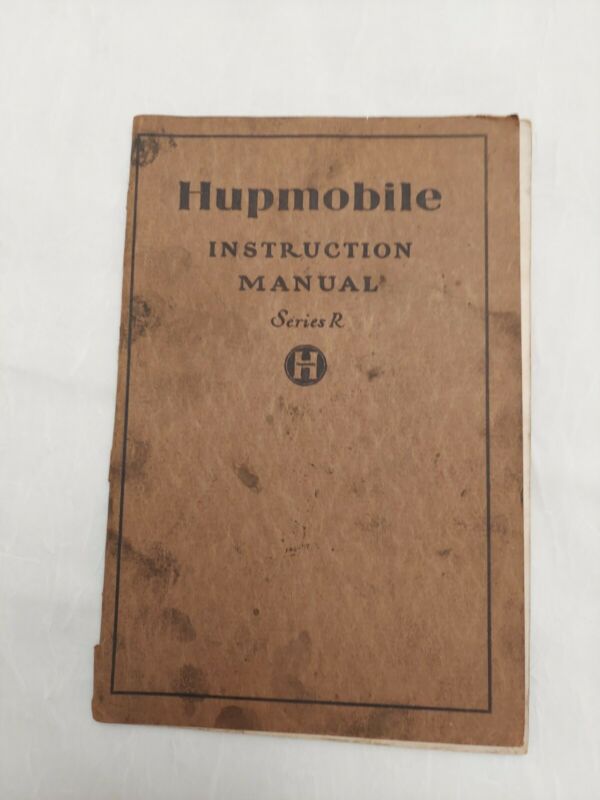 Hupmobile
INSTRUCTION
MANUAL
Series R
H